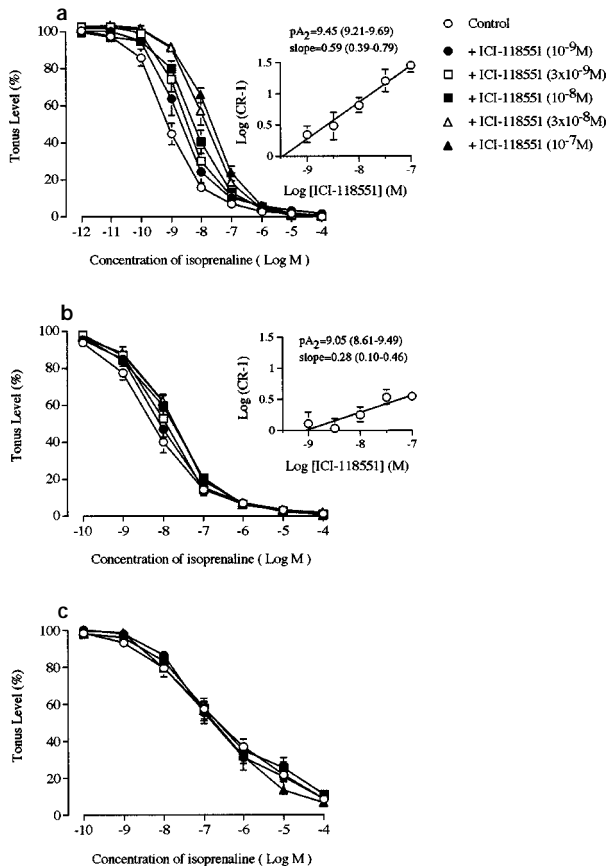 a
pA2=9.45 (9.21-9.69)
slope=0.59 (0.39-0.79)
Control
+ ICI-118551 (10-9M)
+ ICI-118551 (3x10-9M)
+ ICI-118551 (10-8M)
+ ICI-118551 (3x10-8M)
+ ICI-118551 (10-7M)
Tonus Level (%)
100
80
60
40
20
0
-12 -11 -10 -9 -8 -7 -6 -5 -4
Concentration of isoprenaline ( Log M )
Log (CR-1)
1.5
1
0.5
0
-9 -8 -7
Log [ICI-118551] (M)
b
pA2=9.05 (8.61-9.49)
slope=0.28 (0.10-0.46)
Tonus Level (%)
100
80
60
40
20
0
-10 -9 -8 -7 -6 -5 -4
Concentration of isoprenaline ( Log M )
Log (CR-1)
1.5
1
0.5
0
-9 -8 -7
Log [ICI-118551] (M)
c
Tonus Level (%)
100
80
60
40
20
0
-10 -9 -8 -7 -6 -5 -4
Concentration of isoprenaline ( Log M )